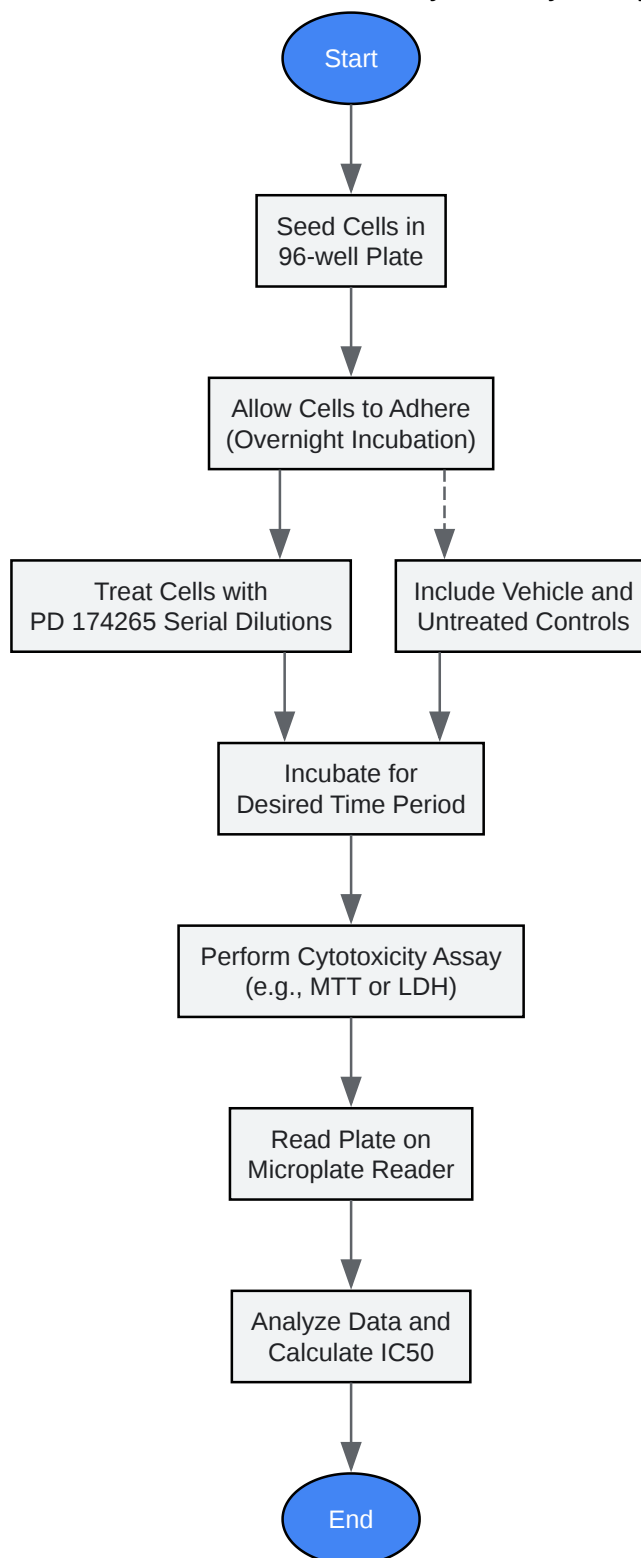 Start
Seed Cells in
96-well Plate
Allow Cells to Adhere
(Overnight Incubation)
Treat Cells with
PD 174265 Serial Dilutions
Include Vehicle and
Untreated Controls
Incubate for
Desired Time Period
Perform Cytotoxicity Assay
(e.g., MTT or LDH)
Read Plate on
Microplate Reader
Analyze Data and
Calculate IC50
End